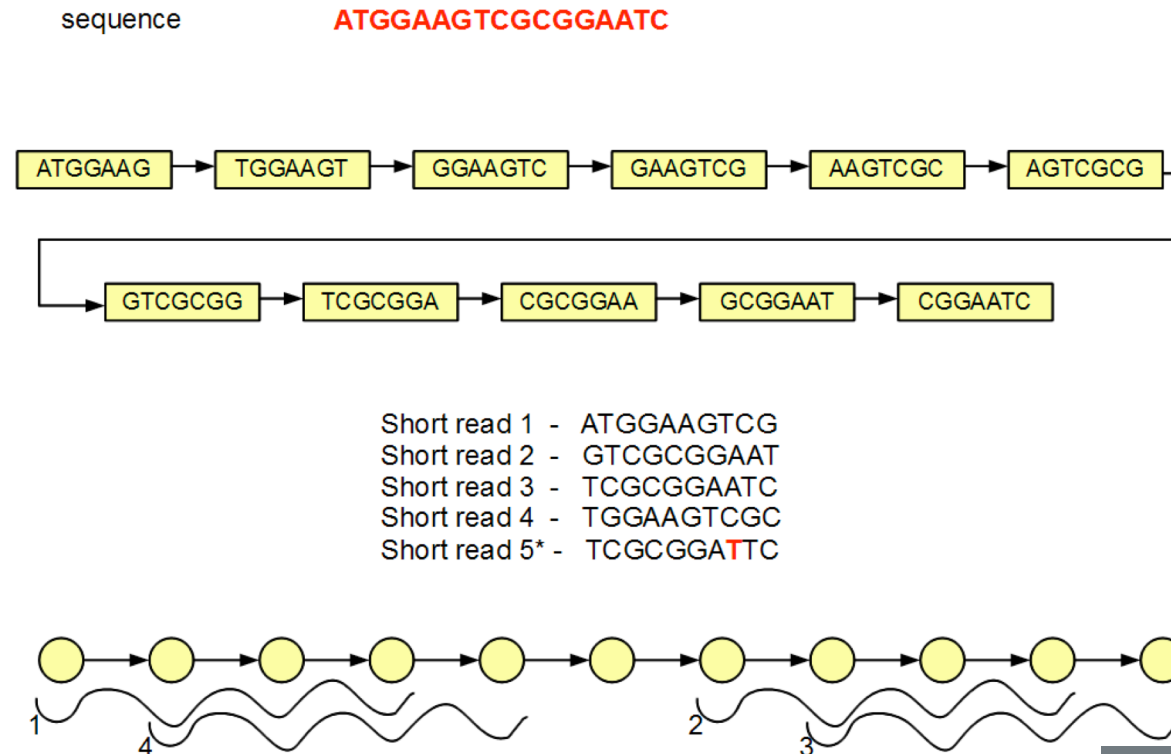 sequence ATGGAAGTCGCGGAATC
ATGGAAG TGGAAGT GGAAGTC GAAGTCG AAGTCGC AGTCGCG
GTCGCGG TCGCGGA CGCGGAA GCGGAAT CGGAATC
Short read 1 - ATGGAAGTCG
Short read 2 - GTCGCGGAAT
Short read 3 - TCGCGGAATC
Short read 4 - TGGAAGTCGC
Short read 5* - TCGCGGATTC
1 2
4 3